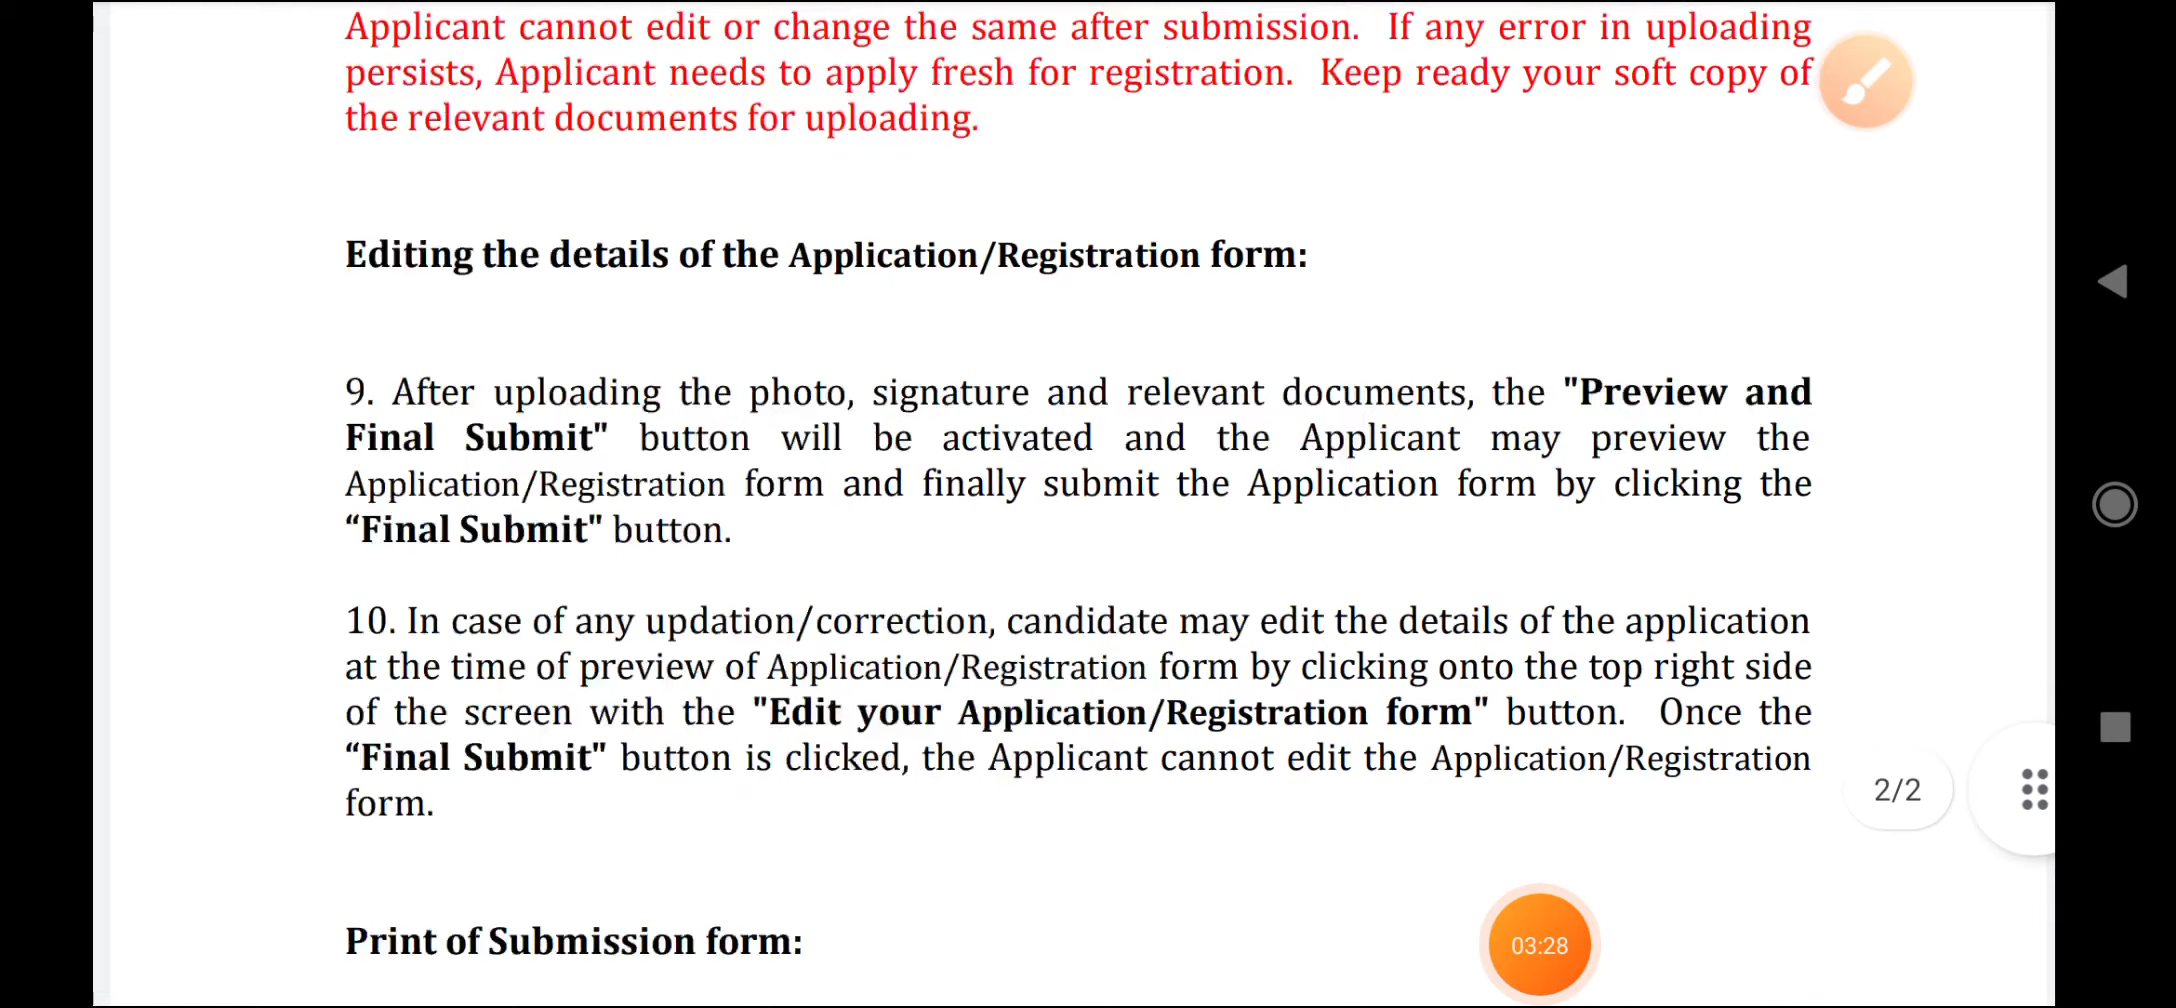 Applicant cannot edit or change the same after submission. If any error in uploading
persists, Applicant needs to apply fresh for registration. Keep ready your soft copy of
the relevant documents for uploading.
Editing the details of the Application/Registration form:
9. After uploading the photo, signature and relevant documents, the "Preview and
Final Submit" button will be activated and the Applicant may preview the
Application/Registration form and finally submit the Application form by clicking the
“Final Submit" button.
10. In case of any updation/correction, candidate may edit the details of the application
at the time of preview of Application/Registration form by clicking onto the top right side
of the screen with the "Edit your Application/Registration form" button. Once the
“Final Submit" button is clicked, the Applicant cannot edit the Application/Registration
form.
2/2
Print of Submission form:
03:28